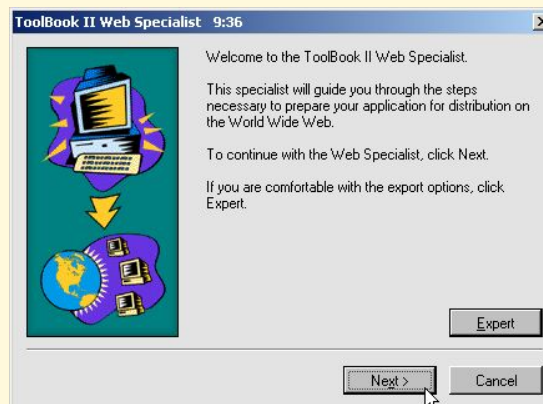 ToolBook II Web Specialist 9:36
Welcome to the ToolBook II Web Specialist.
This specialist will guide you through the steps
necessary to prepare your application for distribution on
the World Wide Web.
To continue with the Web Specialist, click Next.
If you are comfortable with the export options, click
Expert.
Expert
Next >
Cancel